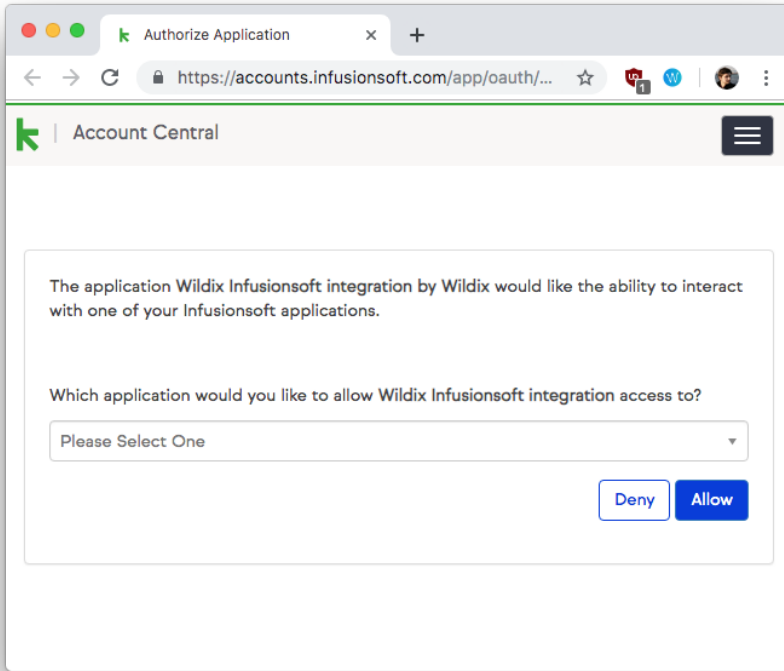 Authorize Application
https://accounts.infusionsoft.com/app/oauth/...
1
Account Central
The application Wildix Infusionsoft integration by Wildix would like the ability to interact
with one of your Infusionsoft applications.
Which application would you like to allow Wildix Infusionsoft integration access to?
Please Select One
Deny
Allow